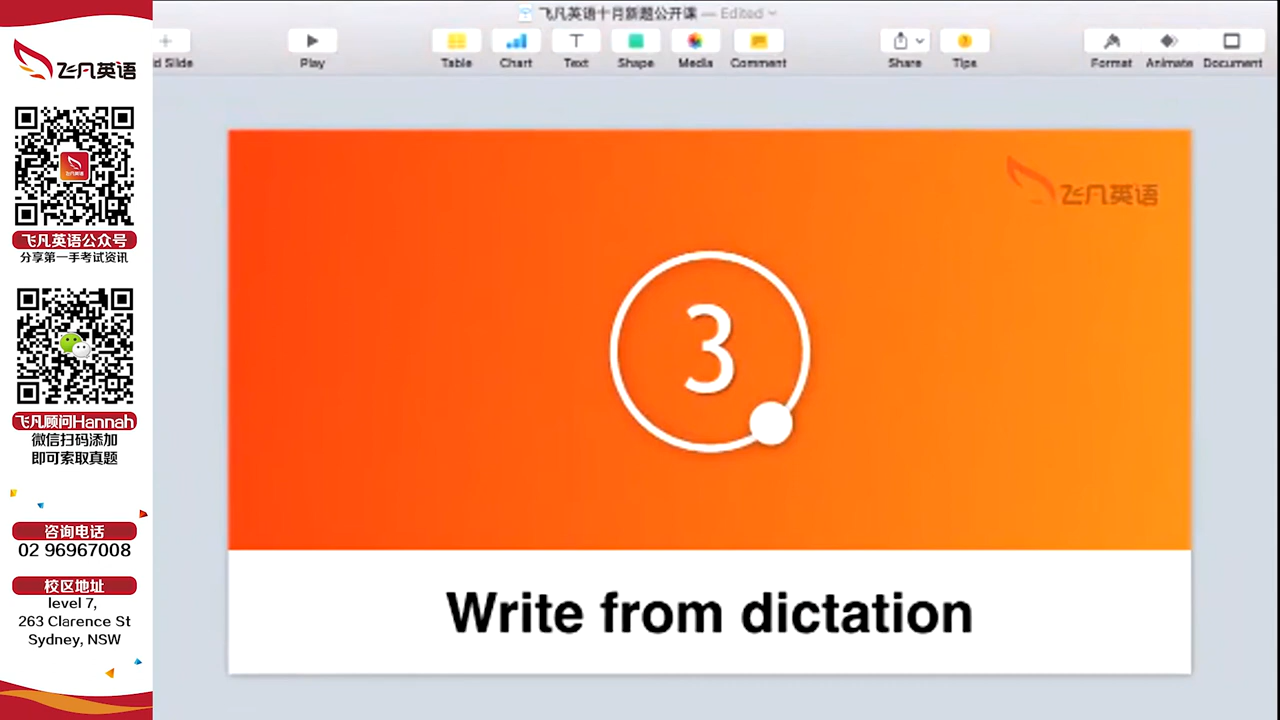 飞凡英语
飞凡英语公众号
分享第一手考试资讯
飞凡顾问Hannah
微信扫码添加
即可索取真题
咨询电话
02 96967008
校区地址
level 7,
263 Clarence St
Sydney, NSW
飞凡英语十月新题公开课 — Edited
d Slide
Play
Table
Chart
Text
Shape
Media
Comment
Share
Tips
Format
Animate
Document
飞凡英语
3
Write from dictation